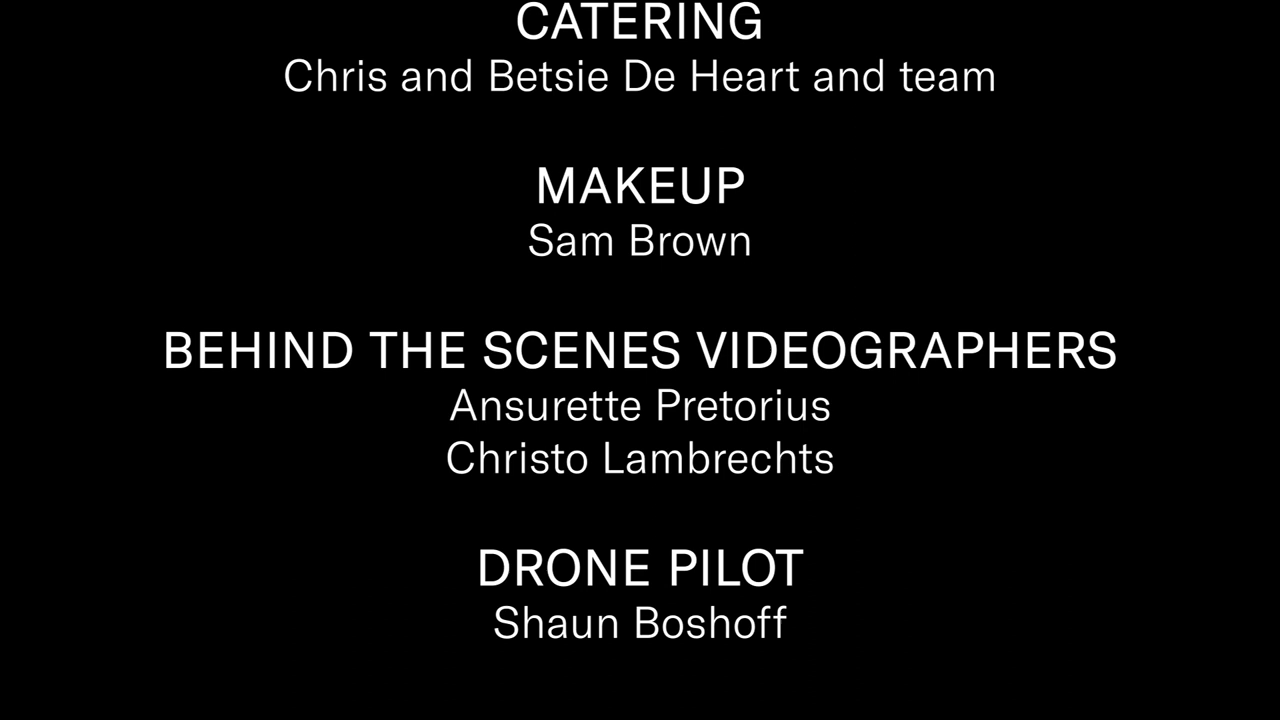 CATERING
Chris and Betsie De Heart and team
MAKEUP
Sam Brown
BEHIND THE SCENES VIDEOGRAPHERS
Ansurette Pretorius
Christo Lambrechts
DRONE PILOT
Shaun Boshoff